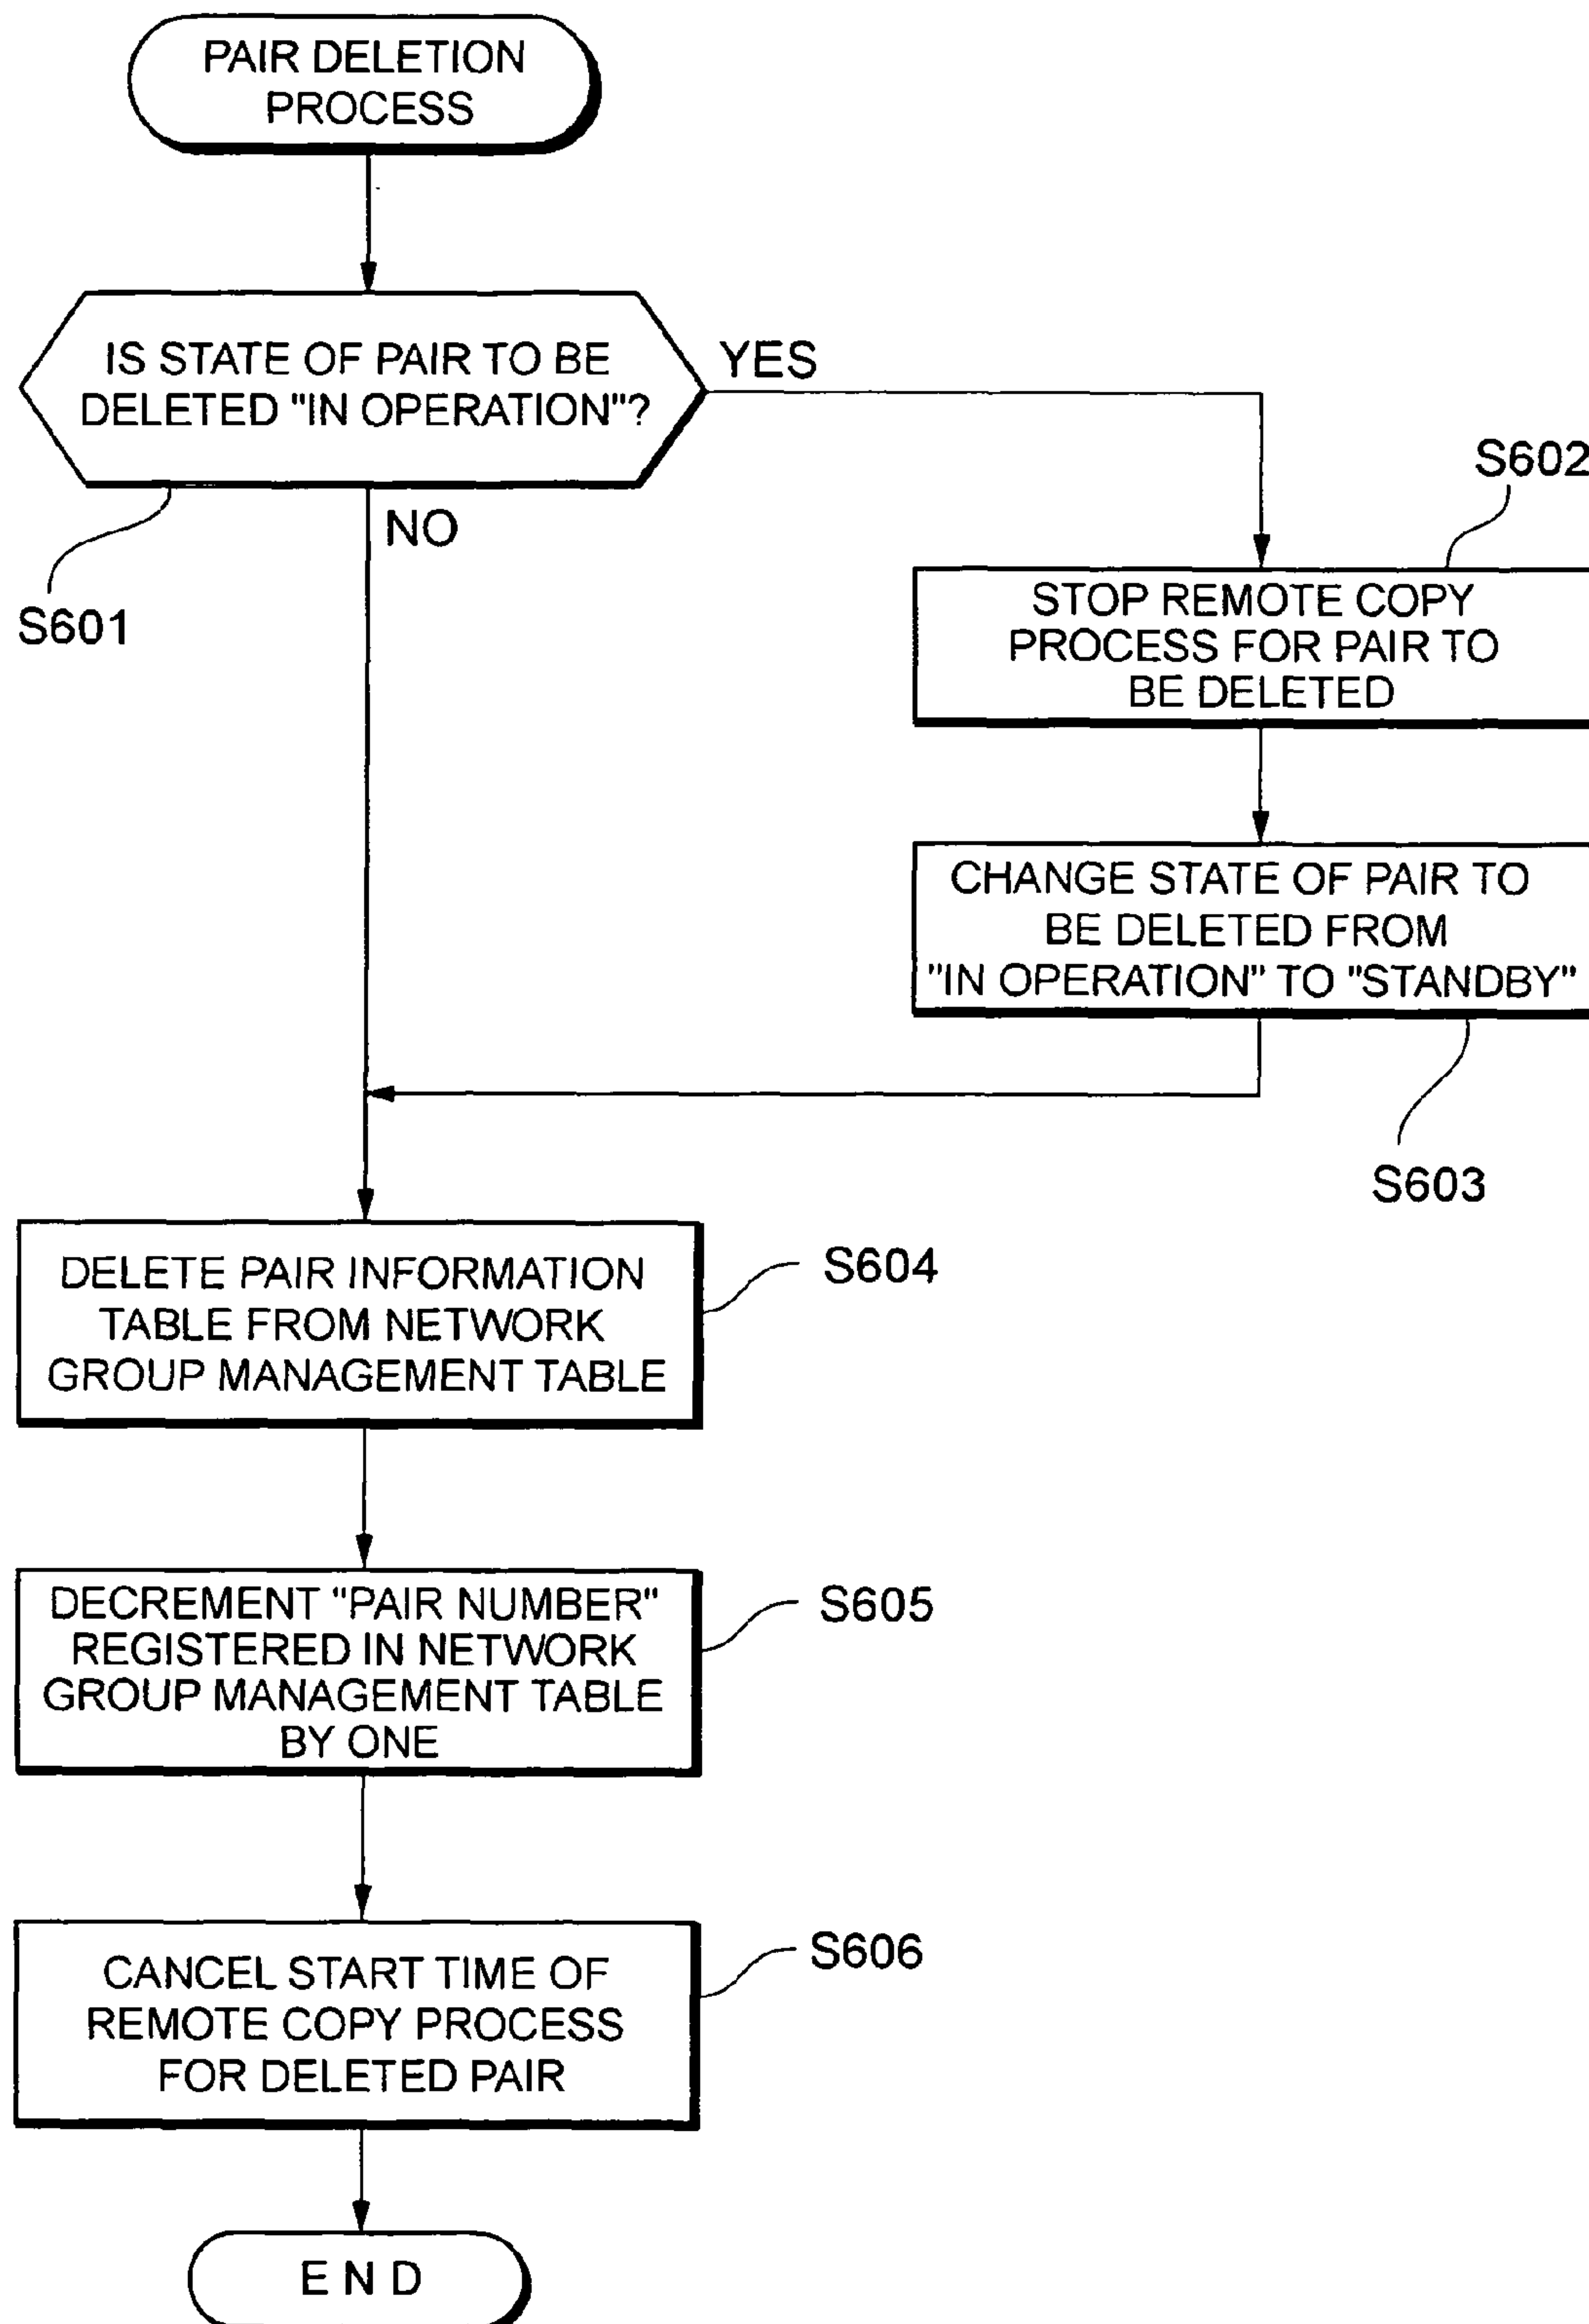 PAIR DELETION
PROCESS
IS STATE OF PAIR TO BE
DELETED "IN OPERATION"?
YES
NO
S601
S602
STOP REMOTE COPY
PROCESS FOR PAIR TO
BE DELETED
CHANGE STATE OF PAIR TO
BE DELETED FROM
"IN OPERATION" TO "STANDBY"
S603
DELETE PAIR INFORMATION
TABLE FROM NETWORK
GROUP MANAGEMENT TABLE
S604
DECREMENT "PAIR NUMBER"
REGISTERED IN NETWORK
GROUP MANAGEMENT TABLE
BY ONE
S605
CANCEL START TIME OF
REMOTE COPY PROCESS
FOR DELETED PAIR
S606
E N D